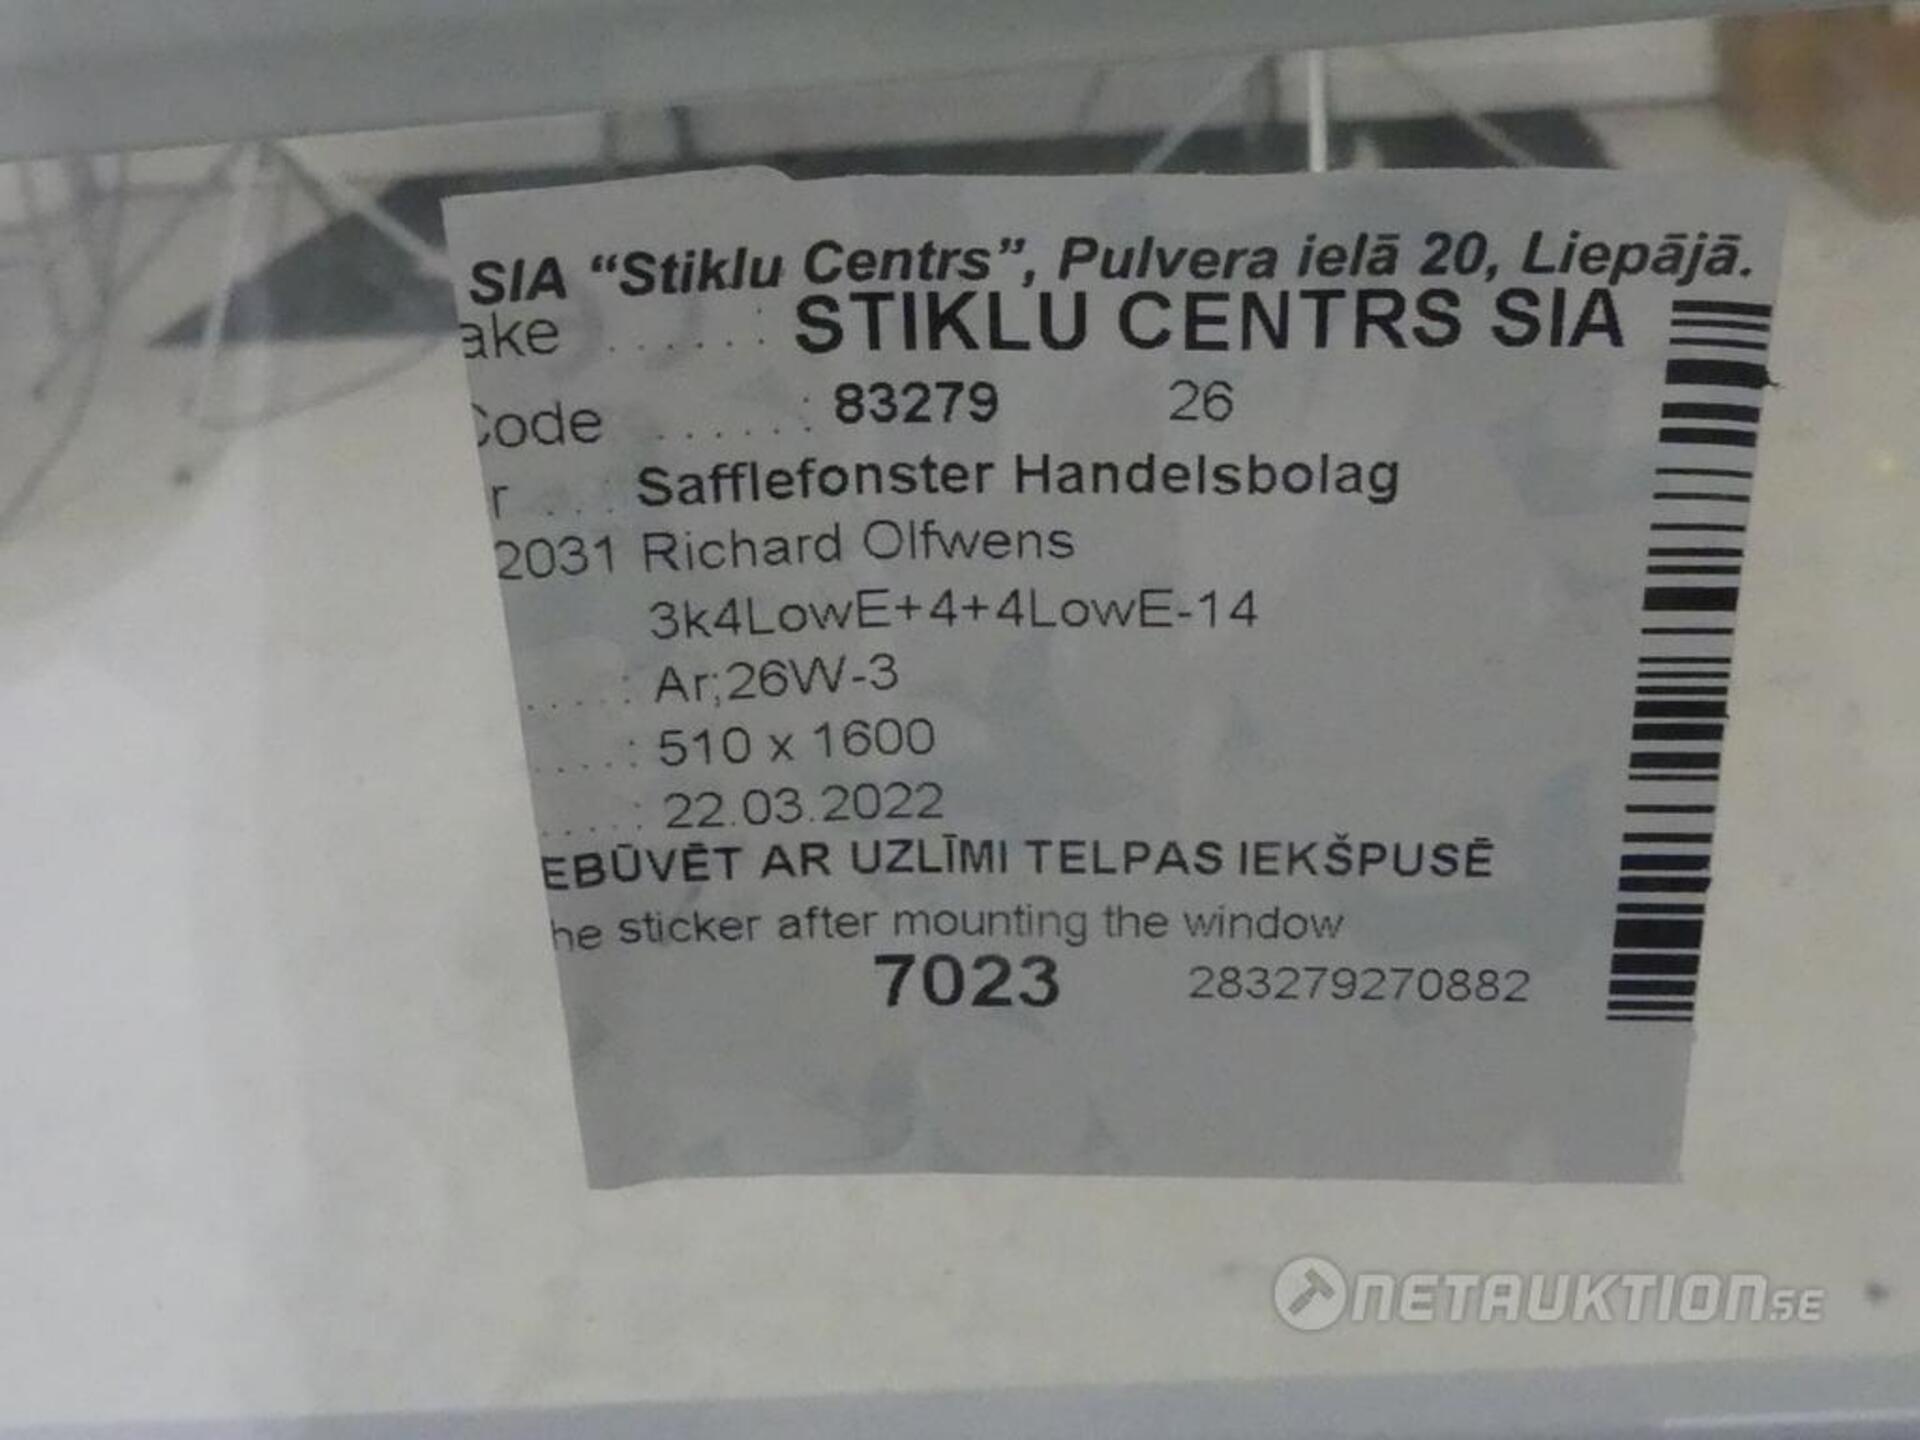 SIA “Stiklu Centrs”, Pulvera ielā 20, Liepājā.
ake ......: STIKLU CENTRS SIA
Code ......: 83279 26
r ...: Safflefonster Handelsbolag
2031 Richard Olfwens
3k4LowE+4+4LowE-14
.....: Ar;26W-3
.....: 510 x 1600
.....: 22.03.2022
EBŪVĒT AR UZLĪMI TELPAS IEKŠPUSĒ
he sticker after mounting the window
7023 283279270882
NETAUKTION.SE